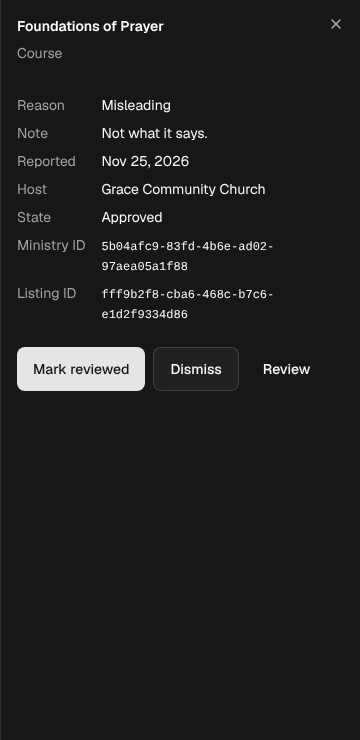 Foundations of Prayer
Course
Reason Misleading
Note Not what it says.
Reported Nov 25, 2026
Host Grace Community Church
State Approved
Ministry ID 5b04afc9-83fd-4b6e-ad02-
97aea05a1f88
Listing ID fff9b2f8-cba6-468c-b7c6-
e1d2f9334d86
Mark reviewed Dismiss Review